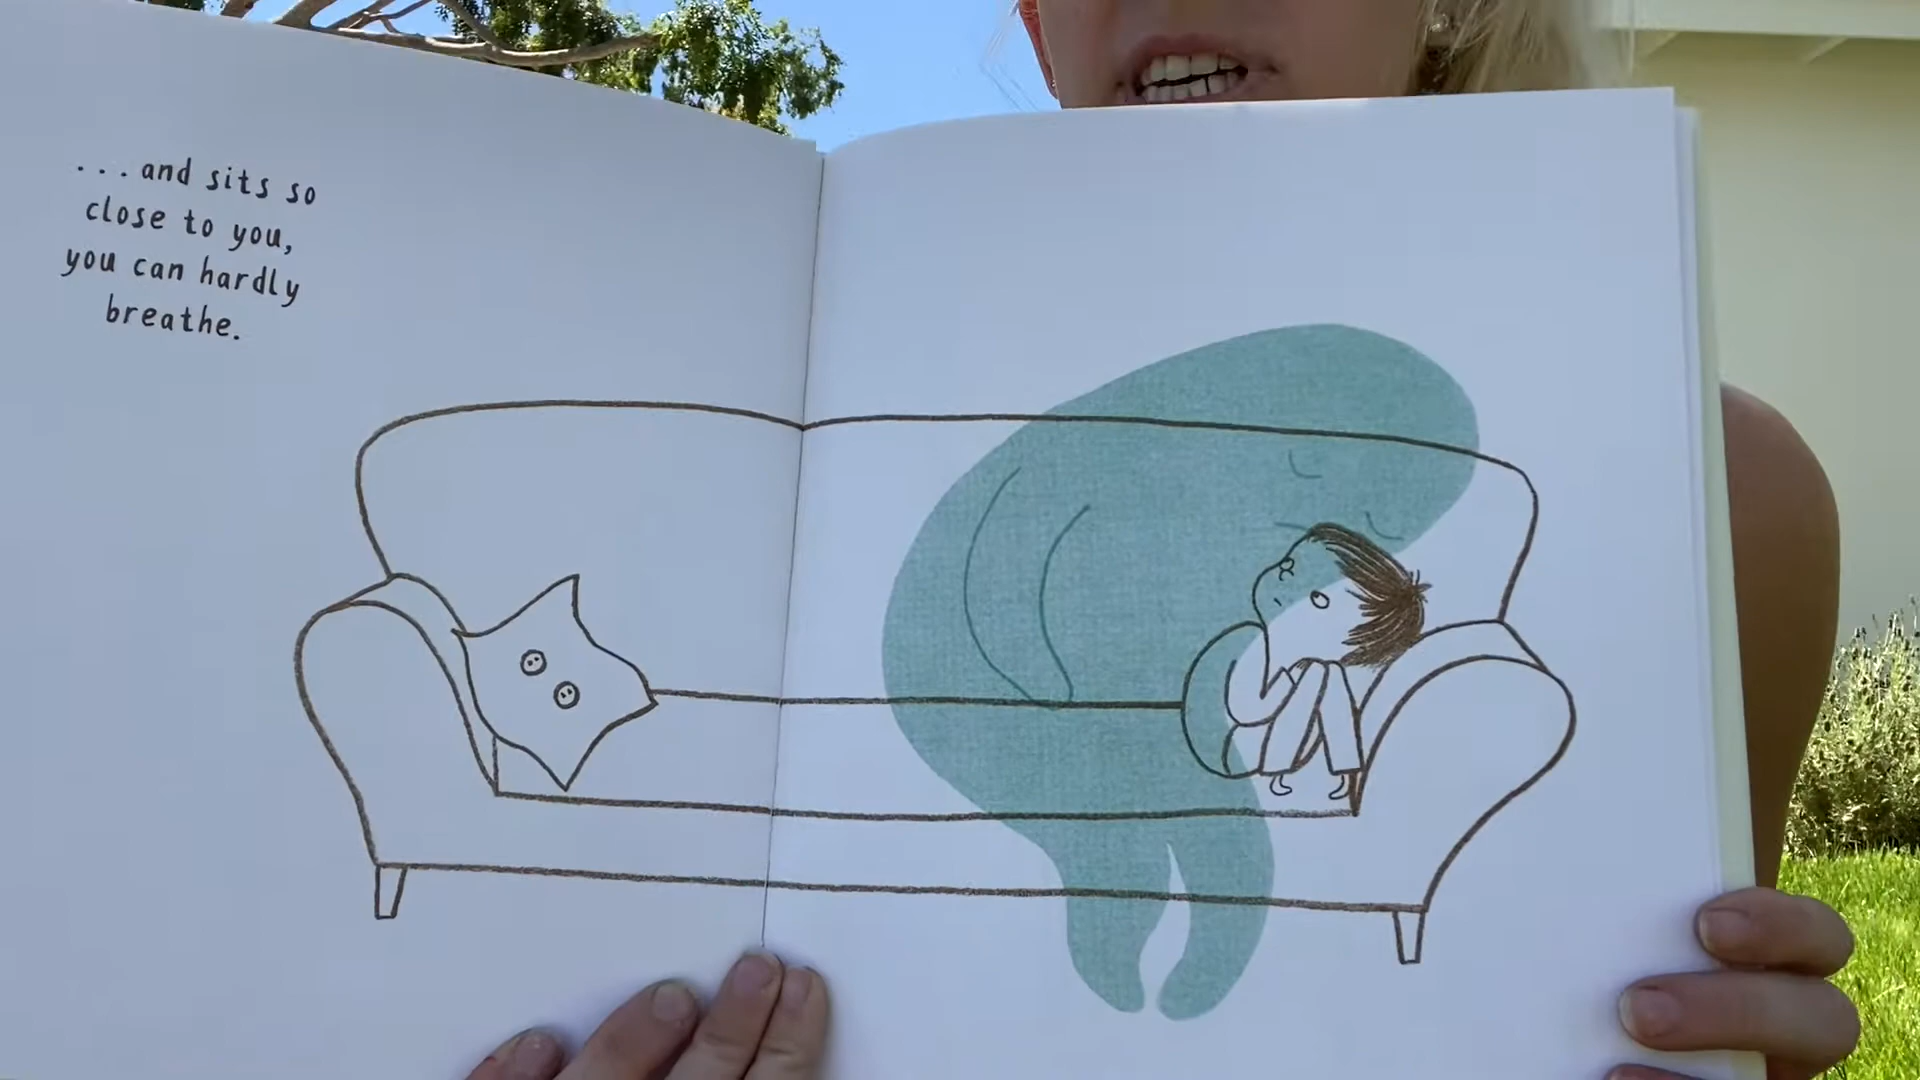 . . . and sits so
close to you,
you can hardly
breathe.